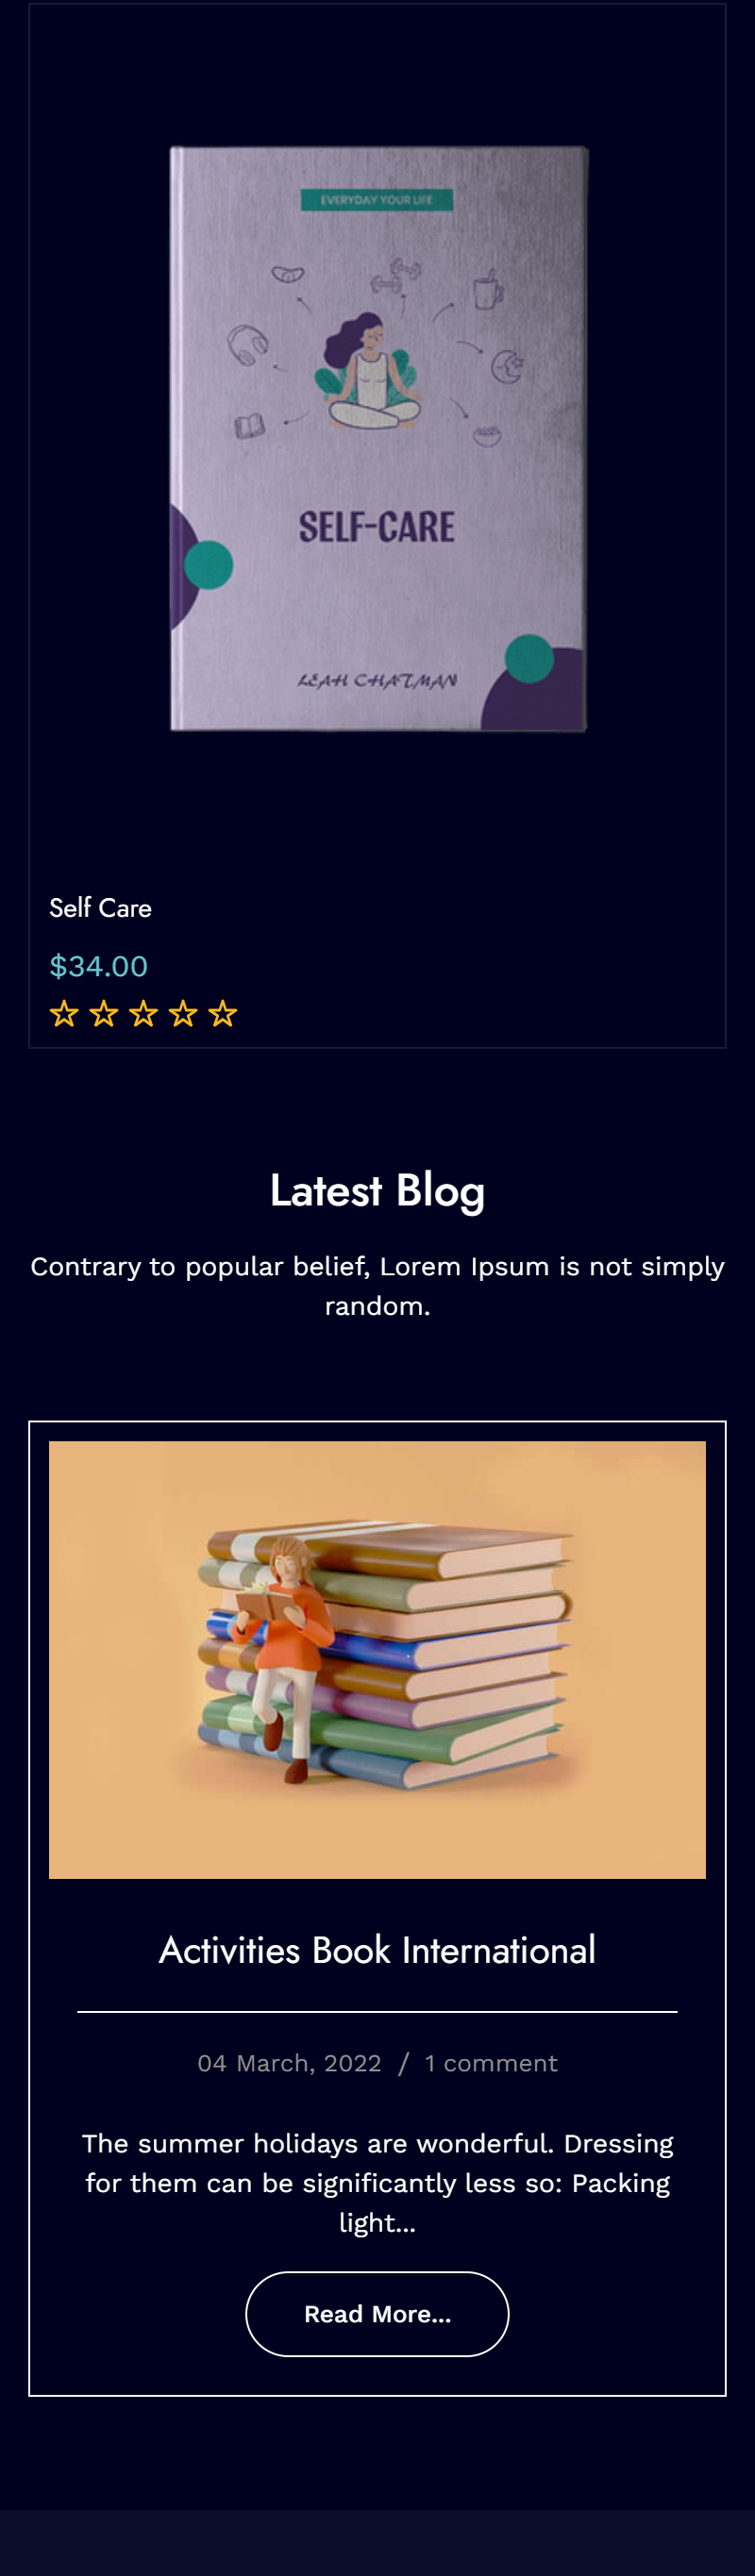 EVERYDAY YOUR LIFE
SELF-CARE
LEAH CHATMAN
Self Care
$34.00
Latest Blog
Contrary to popular belief, Lorem Ipsum is not simply
random.
Activities Book International
04 March, 2022 / 1 comment
The summer holidays are wonderful. Dressing
for them can be significantly less so: Packing
light...
Read More...